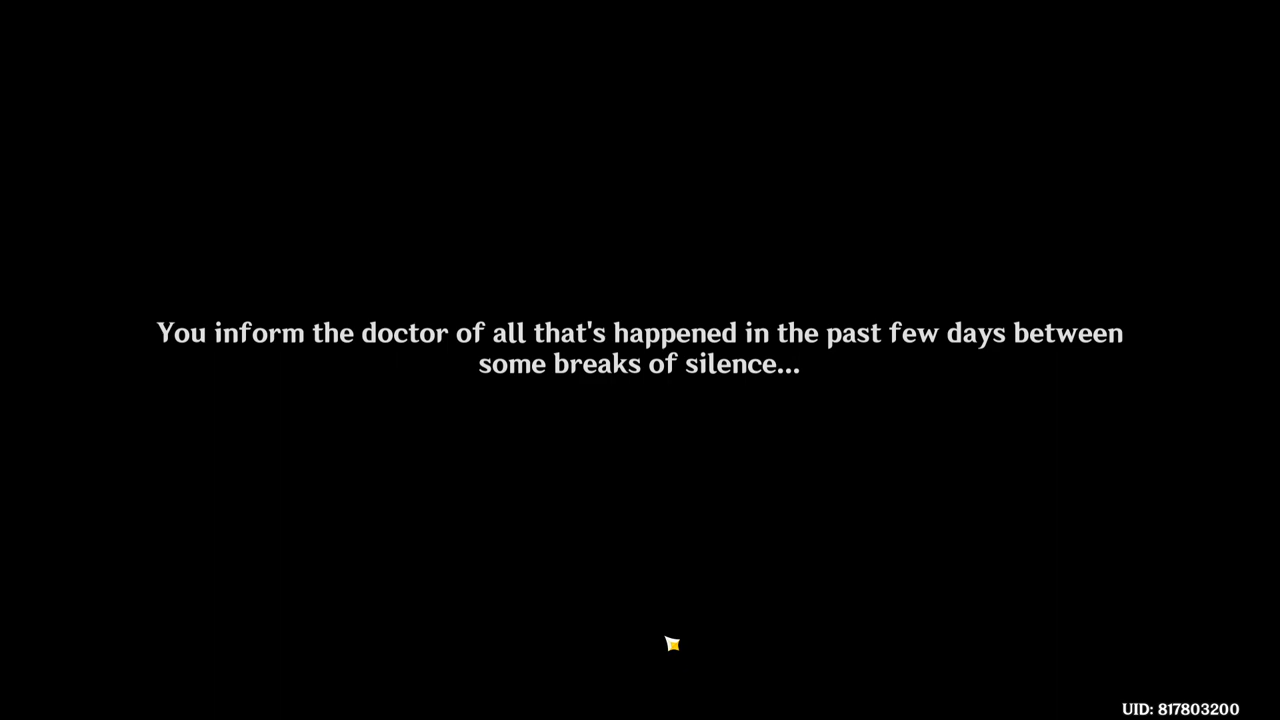 You inform the doctor of all that's happened in the past few days between
some breaks of silence...
UID: 817803200